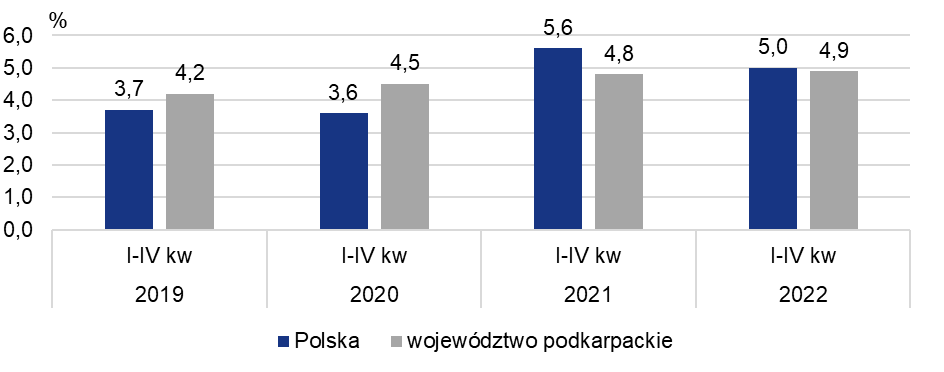 %
6,0
5,0
4,0
3,0
2,0
1,0
0,0
3,7 4,2 3,6 4,5 5,6 4,8 5,0 4,9
I-IV kw I-IV kw I-IV kw I-IV kw
2019 2020 2021 2022
Polska województwo podkarpackie